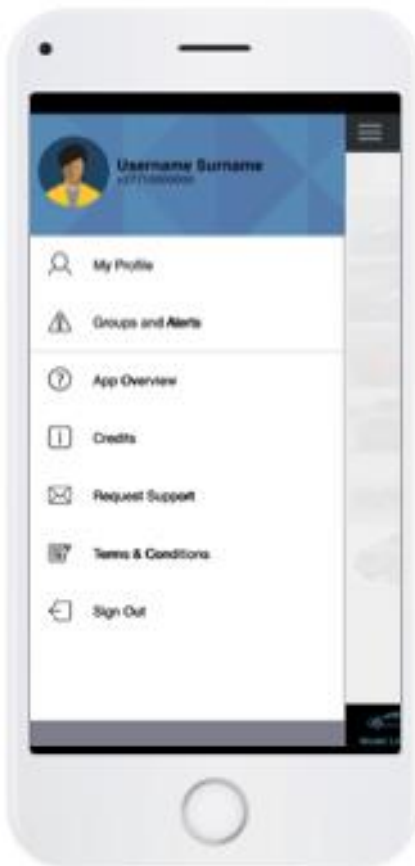 Username Surname
My Profile
Groups and Alerts
App Overview
Credits
Request Support
Terms & Conditions
Sign Out